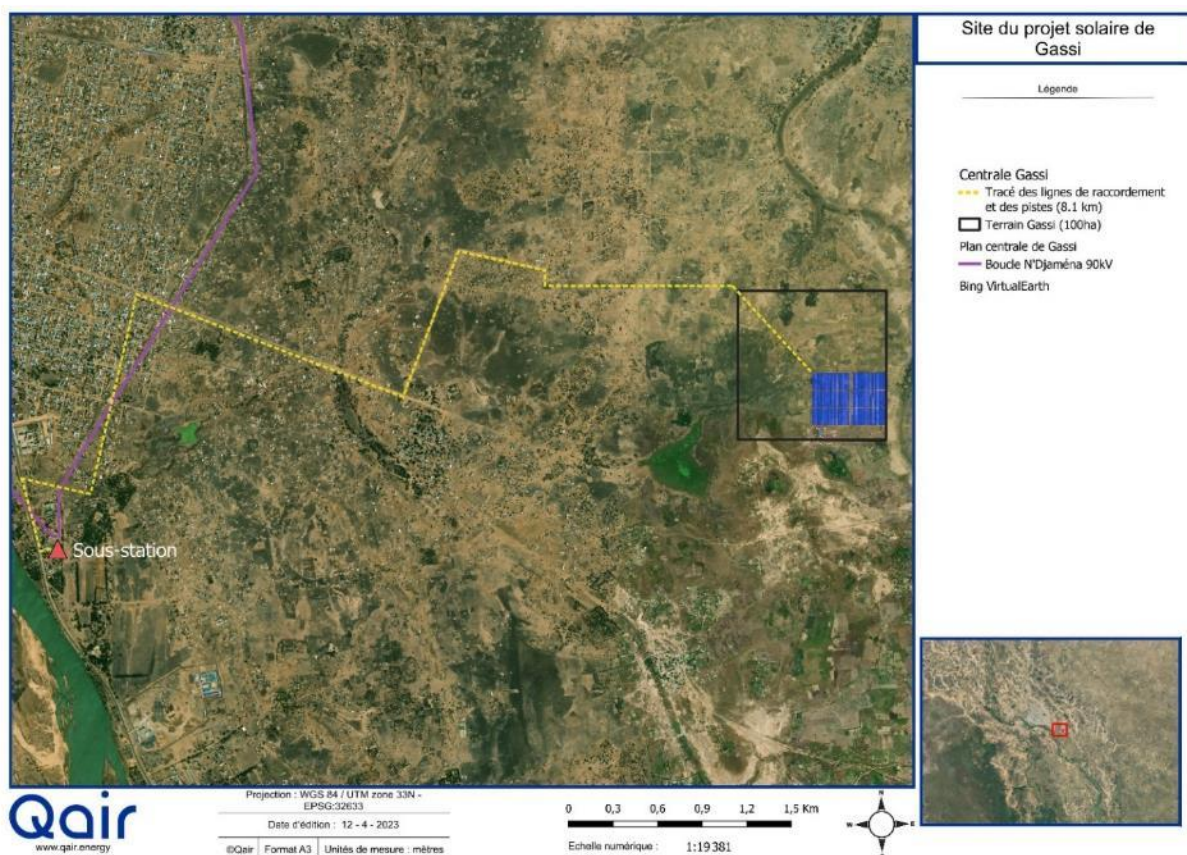 Site du projet solaire de
Gassi
Légende
Centrale Gassi
Tracé des lignes de raccordement
et des pistes (8.1 km)
Terrain Gassi (100ha)
Plan centrale de Gassi
Boucle N'Djaména 90kV
Bing VirtualEarth
Sous-station
Qair
www.qair.energy
Projection : WGS 84 / UTM zone 33N -
EPSG:32633
Date d'édition : 12 - 4 - 2023
©Qair Format A3 Unités de mesure : mètres
0 0,3 0,6 0,9 1,2 1,5 Km
Echelle numérique : 1:19 381
N
W E
S